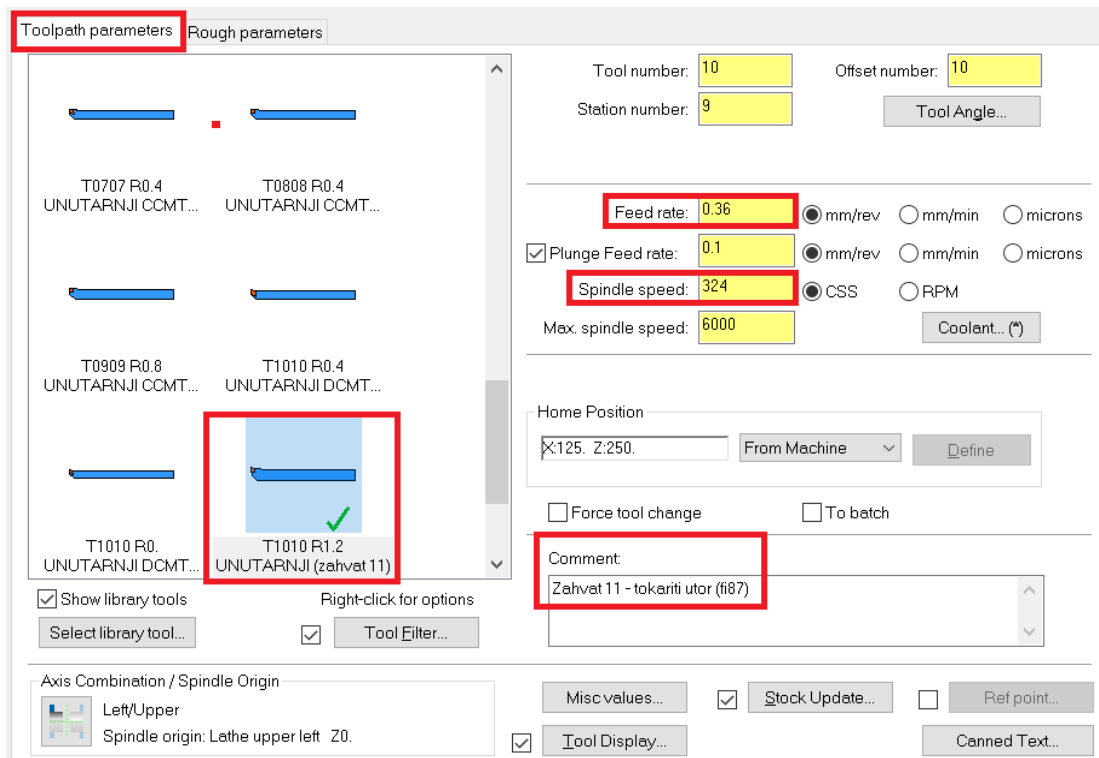 Toolpath parameters
Rough parameters
T0707 R0.4
UNUTARNJI CCMT...
T0808 R0.4
UNUTARNJI CCMT...
T0909 R0.8
UNUTARNJI CCMT...
T1010 R0.4
UNUTARNJI DCMT...
T1010 R0.
UNUTARNJI DCMT...
T1010 R1.2
UNUTARNJI (zahvat 11)
Show library tools
Right-click for options
Select library tool...
Tool Filter...
Tool number: 10
Offset number: 10
Station number: 9
Tool Angle...
Feed rate: 0.36 mm/rev mm/min microns
Plunge Feed rate: 0.1 mm/rev mm/min microns
Spindle speed: 324 CSS RPM
Max. spindle speed: 6000
Coolant... (*)
Home Position
X:125. Z:250.
From Machine
Define
Force tool change
To batch
Comment:
Zahvat 11 - tokariti utor (fi87)
Axis Combination / Spindle Origin
Left/Upper
Spindle origin: Lathe upper left Z0.
Misc values...
Stock Update...
Ref point...
Tool Display...
Canned Text...